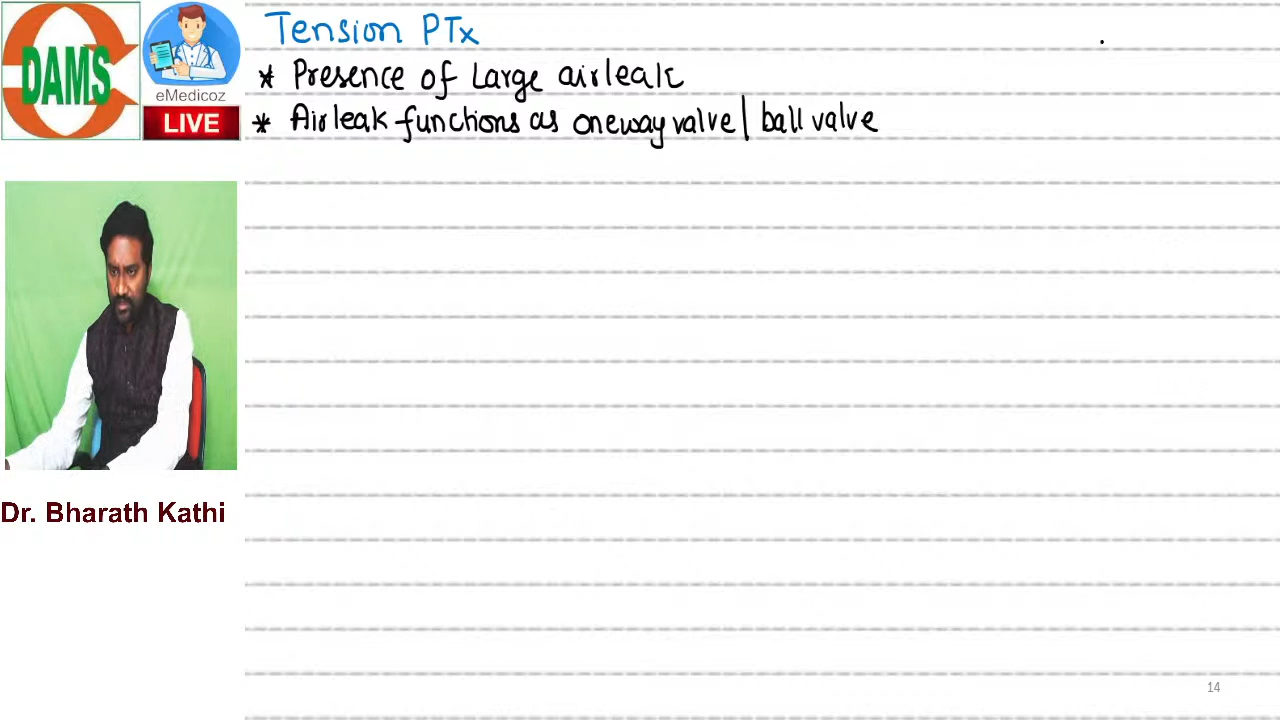 DAMS
eMedicoz
LIVE
Tension PTx
* Presence of Large airleak
* Airleak functions as oneway valve | ball valve
Dr. Bharath Kathi
14